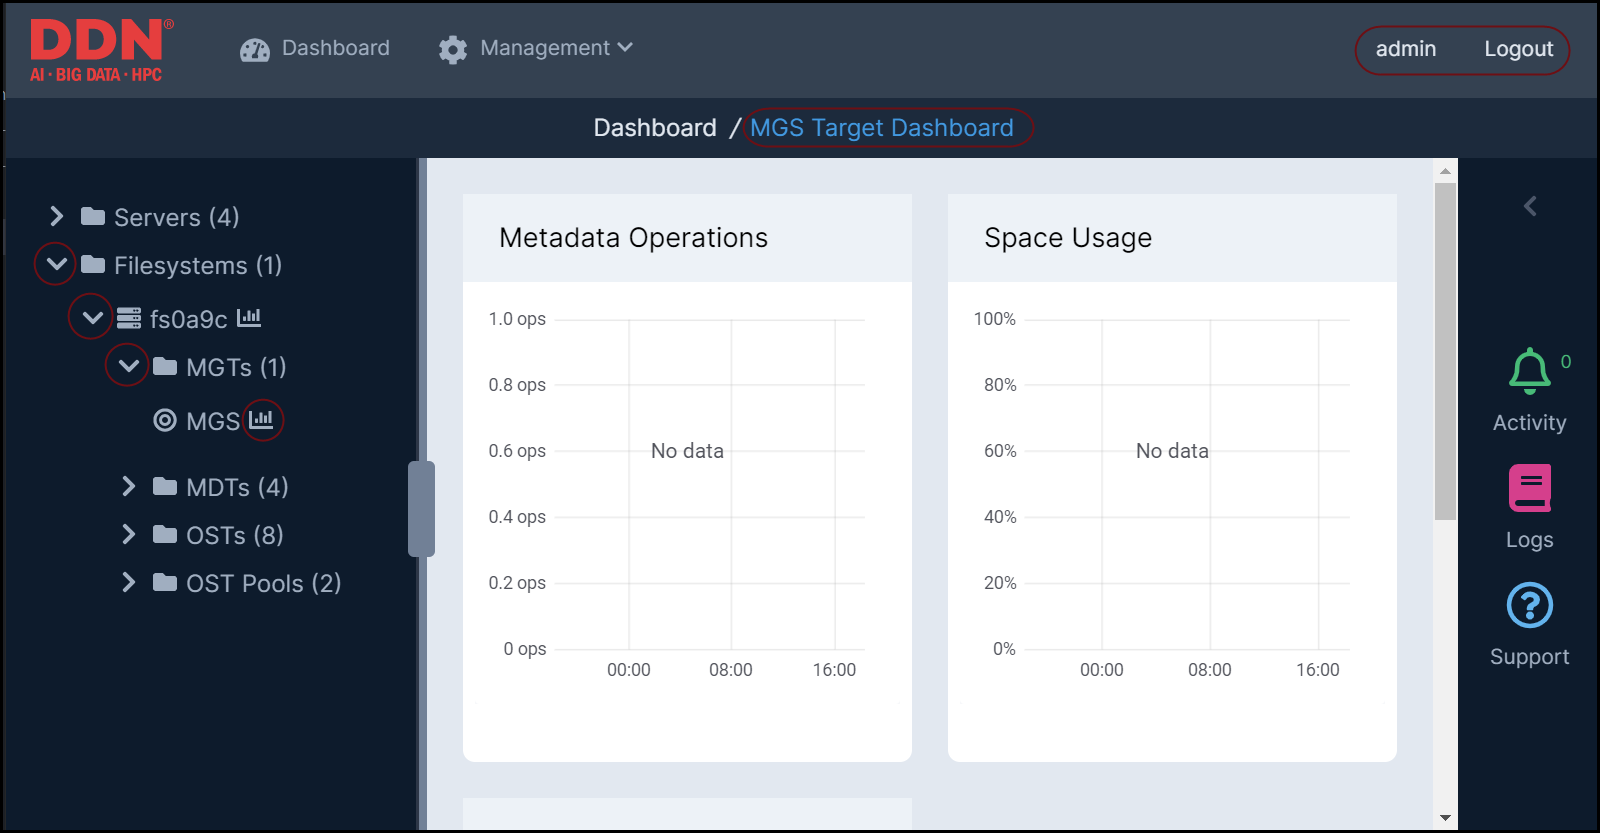 DDN®
AI · BIG DATA · HPC
Dashboard
Management
admin
Logout
Dashboard / MGS Target Dashboard
Servers (4)
Filesystems (1)
fs0a9c
MGTs (1)
MGS
MDTs (4)
OSTs (8)
OST Pools (2)
Metadata Operations
1.0 ops
0.8 ops
0.6 ops
0.4 ops
0.2 ops
0 ops
No data
00:00 08:00 16:00
Space Usage
100%
80%
60%
40%
20%
0%
No data
00:00 08:00 16:00
0
Activity
Logs
Support